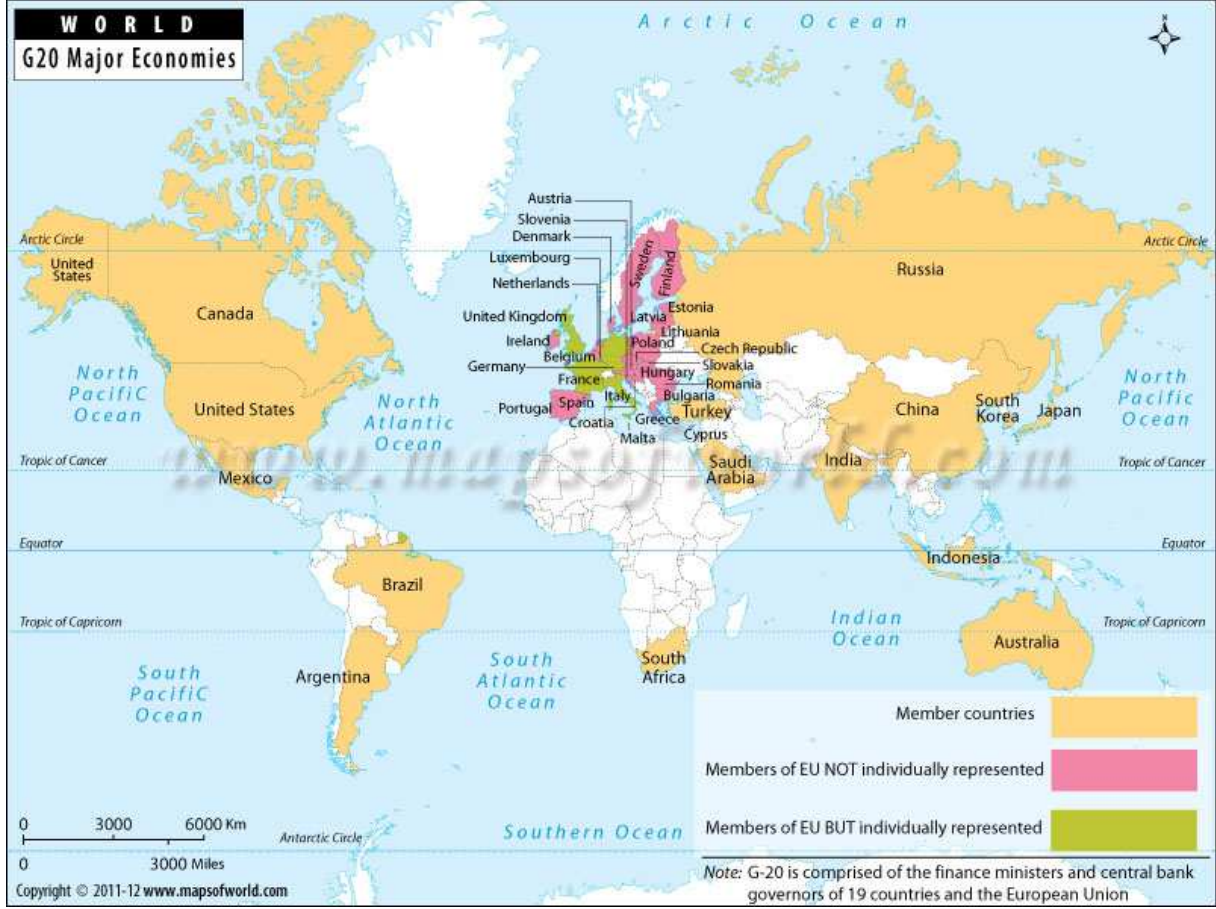 WORLD
G20 Major Economies
Arctic Ocean
Austria
Slovenia
Denmark
Luxembourg
Netherlands
Sweden
Finland
Arctic Circle
Arctic Circle
United
States
Russia
Canada
United Kingdom
Estonia
Latvia
Lithuania
Ireland
Poland
Czech Republic
Belgium
Slovakia
Germany
Hungary
France
Romania
Italy
Bulgaria
North
PacifiC
Ocean
North
Atlantic
Ocean
North
Pacific
Ocean
United States
Portugal
Spain
Croatia
Greece
Turkey
Malta
Cyprus
China
South
Korea
Japan
www.mapsofworld.com
Tropic of Cancer
Tropic of Cancer
Mexico
Saudi
Arabia
India
Equator
Equator
Indonesia
Brazil
Tropic of Capricorn
Tropic of Capricorn
Indian
Ocean
Australia
South
Africa
Argentina
South
PacifiC
Ocean
South
Atlantic
Ocean
Member countries
Members of EU NOT individually represented
Members of EU BUT individually represented
0 3000 6000 Km
0 3000 Miles
Antarctic Circle
Southern Ocean
Copyright © 2011-12 www.mapsofworld.com
Note: G-20 is comprised of the finance ministers and central bank
governors of 19 countries and the European Union